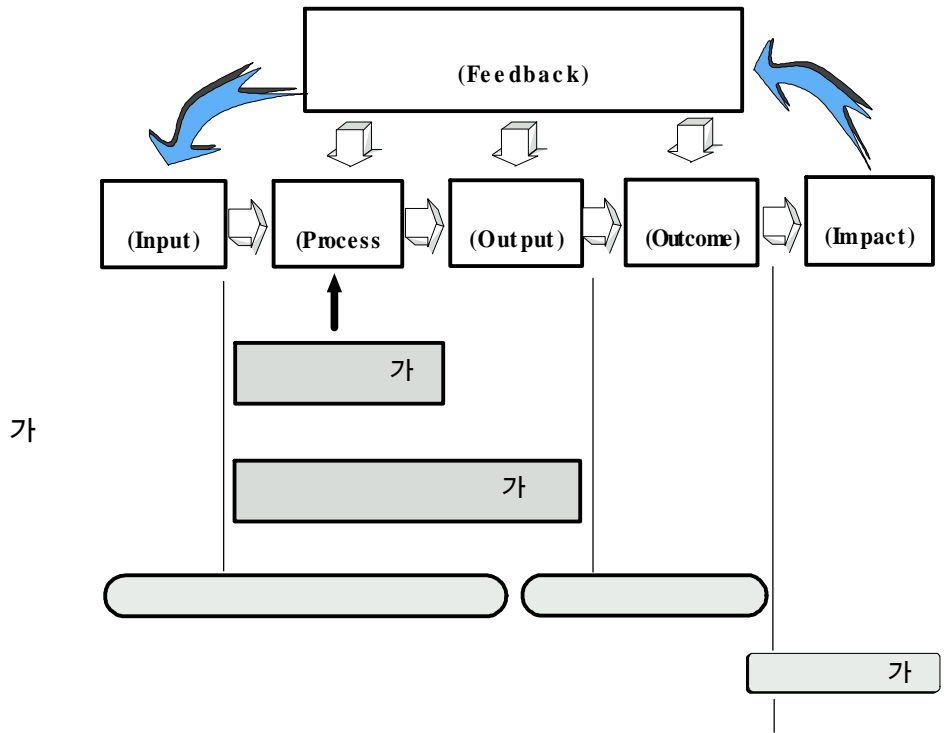 (Feedback)
(Input)
(Process
(Output)
(Outcome)
(Impact)
가
가
가
가